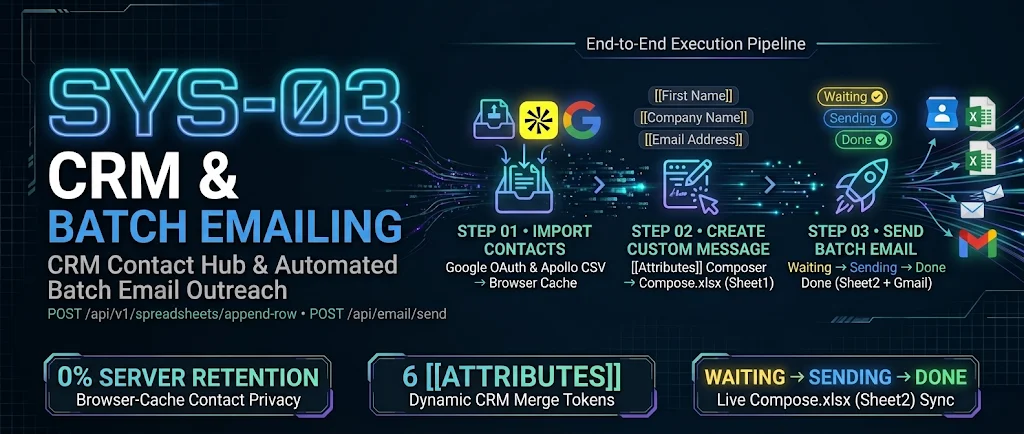 End-to-End Execution Pipeline
SYS-03
CRM &
BATCH EMAILING
CRM Contact Hub & Automated
Batch Email Outreach
POST /api/v1/spreadsheets/append-row • POST /api/email/send
[[First Name]]
[[Company Name]]
[[Email Address]]
Waiting
Sending
Done
STEP 01 • IMPORT
CONTACTS
Google OAuth & Apollo CSV
→ Browser Cache
STEP 02 • CREATE
CUSTOM MESSAGE
[[Attributes]] Composer
→ Compose.xlsx (Sheet1)
STEP 03 • SEND
BATCH EMAIL
Waiting → Sending → Done
Done (Sheet2 + Gmail)
X
X
0% SERVER RETENTION
Browser-Cache Contact Privacy
6 [[ATTRIBUTES]]
Dynamic CRM Merge Tokens
WAITING → SENDING → DONE
Live Compose.xlsx (Sheet2) Sync